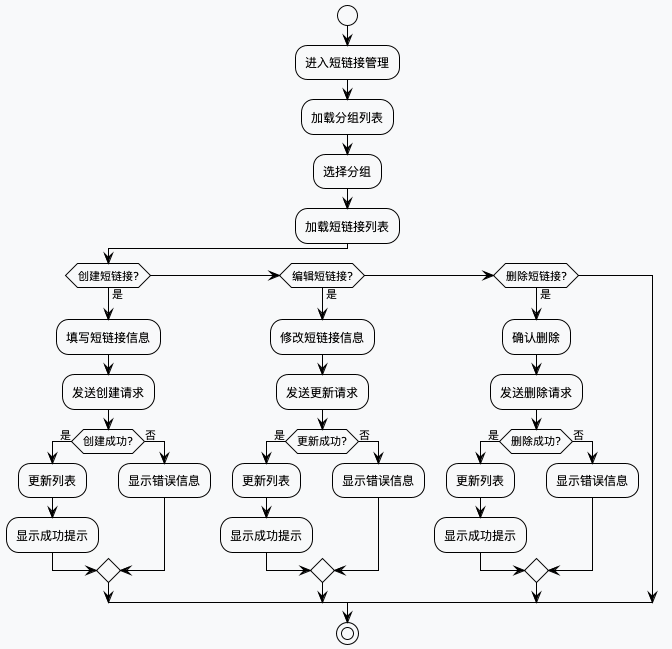 进入短链接管理
加载分组列表
选择分组
加载短链接列表
创建短链接?
编辑短链接?
删除短链接?
是
是
是
填写短链接信息
修改短链接信息
确认删除
发送创建请求
发送更新请求
发送删除请求
是
创建成功?
否
是
更新成功?
否
是
删除成功?
否
更新列表
显示错误信息
更新列表
显示错误信息
更新列表
显示错误信息
显示成功提示
显示成功提示
显示成功提示